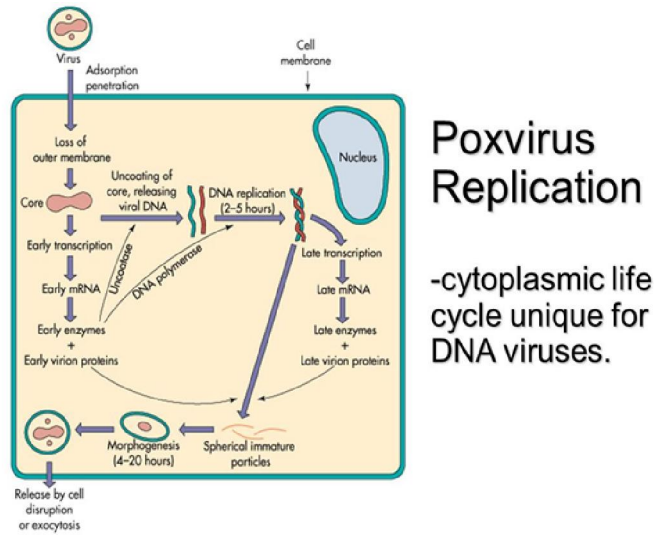 Virus
Adsorption
penetration
Cell
membrane
Loss of
outer membrane
Core
Uncoating of
core, releasing
viral DNA
DNA replication
(2–5 hours)
Nucleus
Early transcription
Early mRNA
Early enzymes
+
Early virion proteins
Uncoatase
DNA polymerase
Late transcription
Late mRNA
Late enzymes
+
Late virion proteins
Morphogenesis
(4–20 hours)
Spherical immature
particles
Release by cell
disruption
or exocytosis
Poxvirus
Replication
-cytoplasmic life
cycle unique for
DNA viruses.